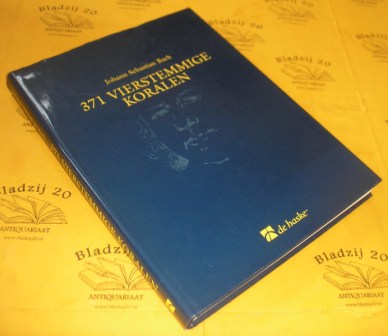 Bladzij 20
ANTIQUARIAAT
Johann Sebastian Bach
371 VIERSTEMMIGE
KORALEN
de haske
371 VIERSTEMMIGE KORALEN
Bladzij 20
ANTIQUARIAAT
Bladzij 20
ANTIQUARIAAT
Bladzij 20
ANTIQUARIAAT